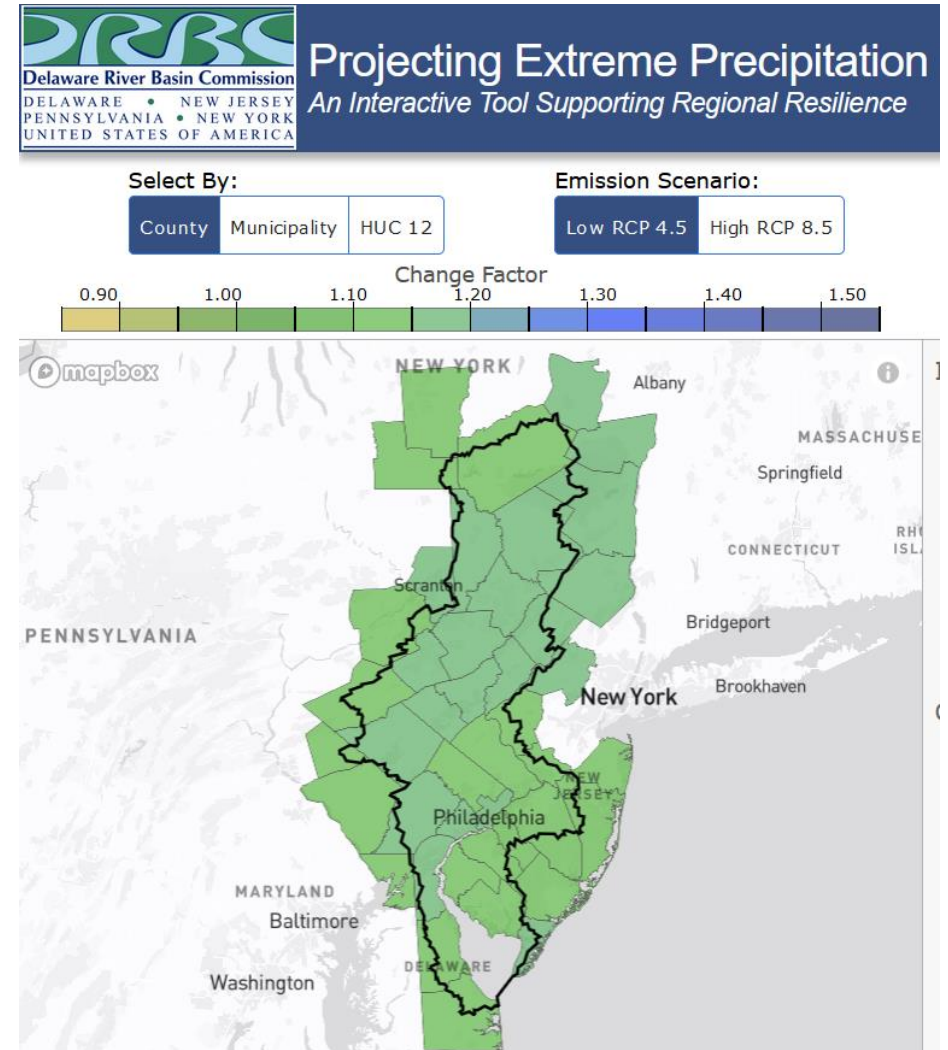 DRBC
Delaware River Basin Commission
DELAWARE • NEW JERSEY
PENNSYLVANIA • NEW YORK
UNITED STATES OF AMERICA
Projecting Extreme Precipitation
An Interactive Tool Supporting Regional Resilience
Select By:
County Municipality HUC 12
Emission Scenario:
Low RCP 4.5 High RCP 8.5
Change Factor
0.90 1.00 1.10 1.20 1.30 1.40 1.50
mapbox
NEW YORK
Albany
MASSACHUSE
Springfield
CONNECTICUT
RH
ISL
Scranton
PENNSYLVANIA
Bridgeport
New York
Brookhaven
NEW
JERSEY
Philadelphia
MARYLAND
Baltimore
DELAWARE
Washington